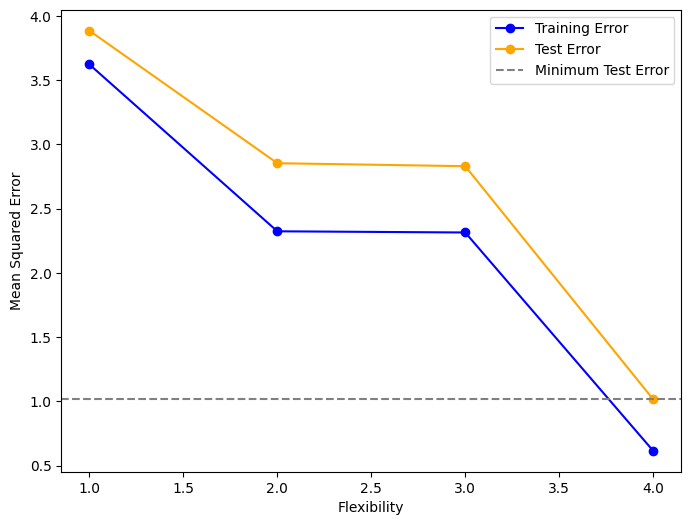 4.0
3.5
3.0
2.5
2.0
1.5
1.0
0.5
Mean Squared Error
Training Error
Test Error
Minimum Test Error
1.0 1.5 2.0 2.5 3.0 3.5 4.0
Flexibility